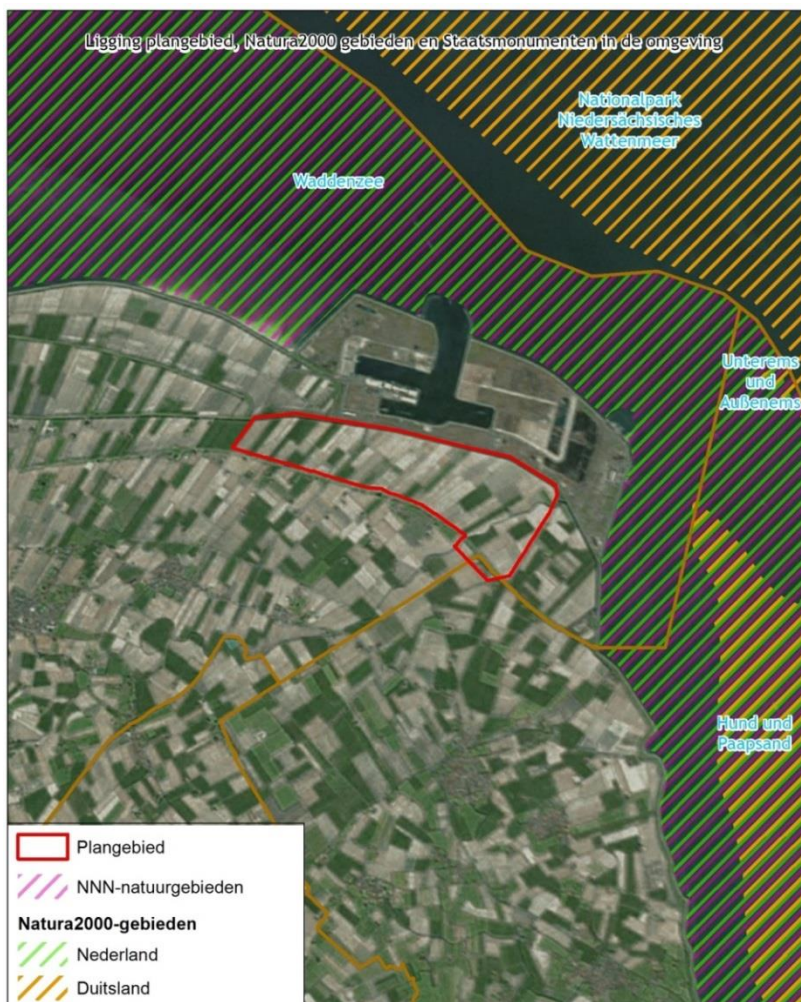 Ligging plangebied, Natura2000 gebieden en Staatsmonumenten in de omgeving
Nationalpark
Niedersächsisches
Wattenmeer
Waddenzee
Unterems
und
Außenems
Hund und
Paapsand
Plangebied
NNN-natuurgebieden
Natura2000-gebieden
Nederland
Duitsland